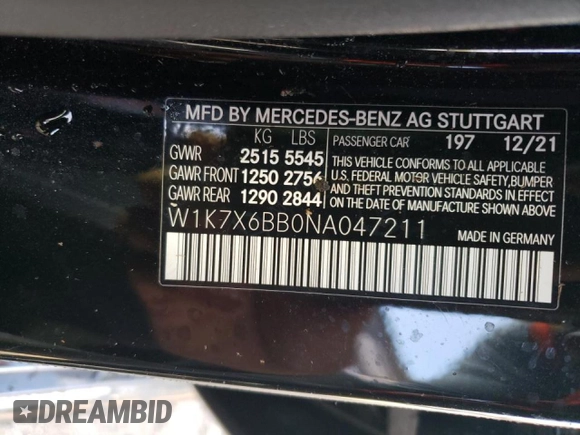 MFD BY MERCEDES-BENZ AG STUTTGART
KG LBS
GVWR 2515 5545
GAWR FRONT 1250 2756
GAWR REAR 1290 2844
PASSENGER CAR 197 12/21
THIS VEHICLE CONFORMS TO ALL APPLICABLE
U.S. FEDERAL MOTOR VEHICLE SAFETY, BUMPER
AND THEFT PREVENTION STANDARDS IN EFFECT
ON THE DATE OF MANUFACTURE SHOWN ABOVE
W1K7X6BB0NA047211
MADE IN GERMANY
DREAMBID